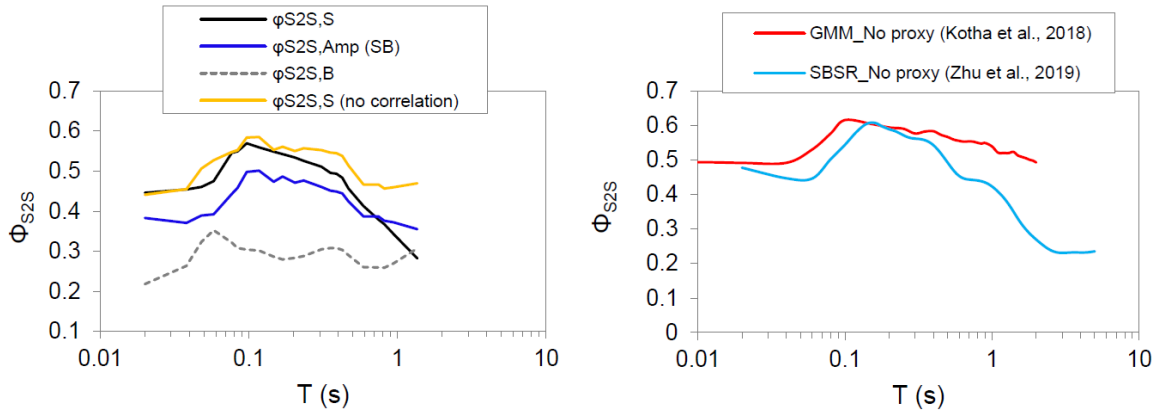 φS2S,S
φS2S,Amp (SB)
φS2S,B
φS2S,S (no correlation)
0.7
0.6
0.5
0.4
0.3
0.2
0.1
0.01
0.1
1
10
ΦS2S
T (s)
GMM_No proxy (Kotha et al., 2018)
SBSR_No proxy (Zhu et al., 2019)
0.7
0.6
0.5
0.4
0.3
0.2
0.1
0
0.01
0.1
1
10
ΦS2S
T (s)